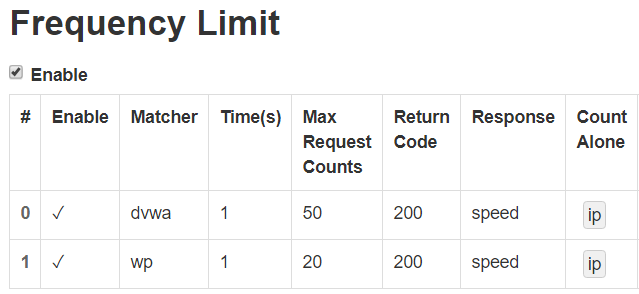 Frequency Limit
Enable
# Enable Matcher Time(s) Max Request Counts Return Code Response Count Alone
0 ✓ dvwa 1 50 200 speed ip
1 ✓ wp 1 20 200 speed ip